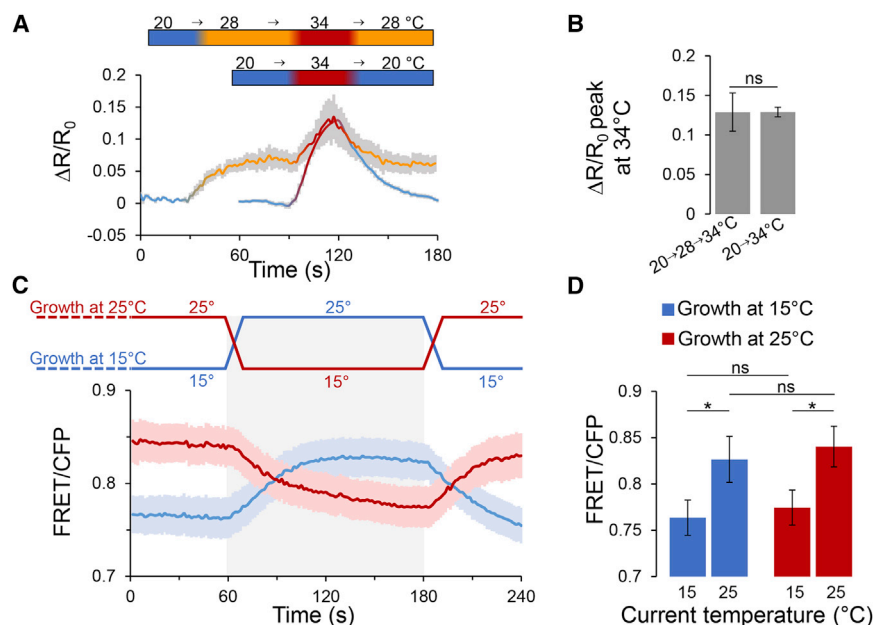 A
20 → 28 → 34 → 28 °C
20 → 34 → 20 °C
ΔR/R0
0.2
0.15
0.1
0.05
0
-0.05
0 60 120 180
Time (s)
B
ΔR/R0 peak
at 34°C
0.2
0.15
0.1
0.05
0
ns
20→28→34°C
20→34°C
C
Growth at 25°C 25° 25° 25°
Growth at 15°C 15° 15° 15°
FRET/CFP
0.9
0.8
0.7
0 60 120 180 240
Time (s)
D
Growth at 15°C
Growth at 25°C
FRET/CFP
0.9
0.85
0.8
0.75
0.7
ns
ns
* *
15 25 15 25
Current temperature (°C)